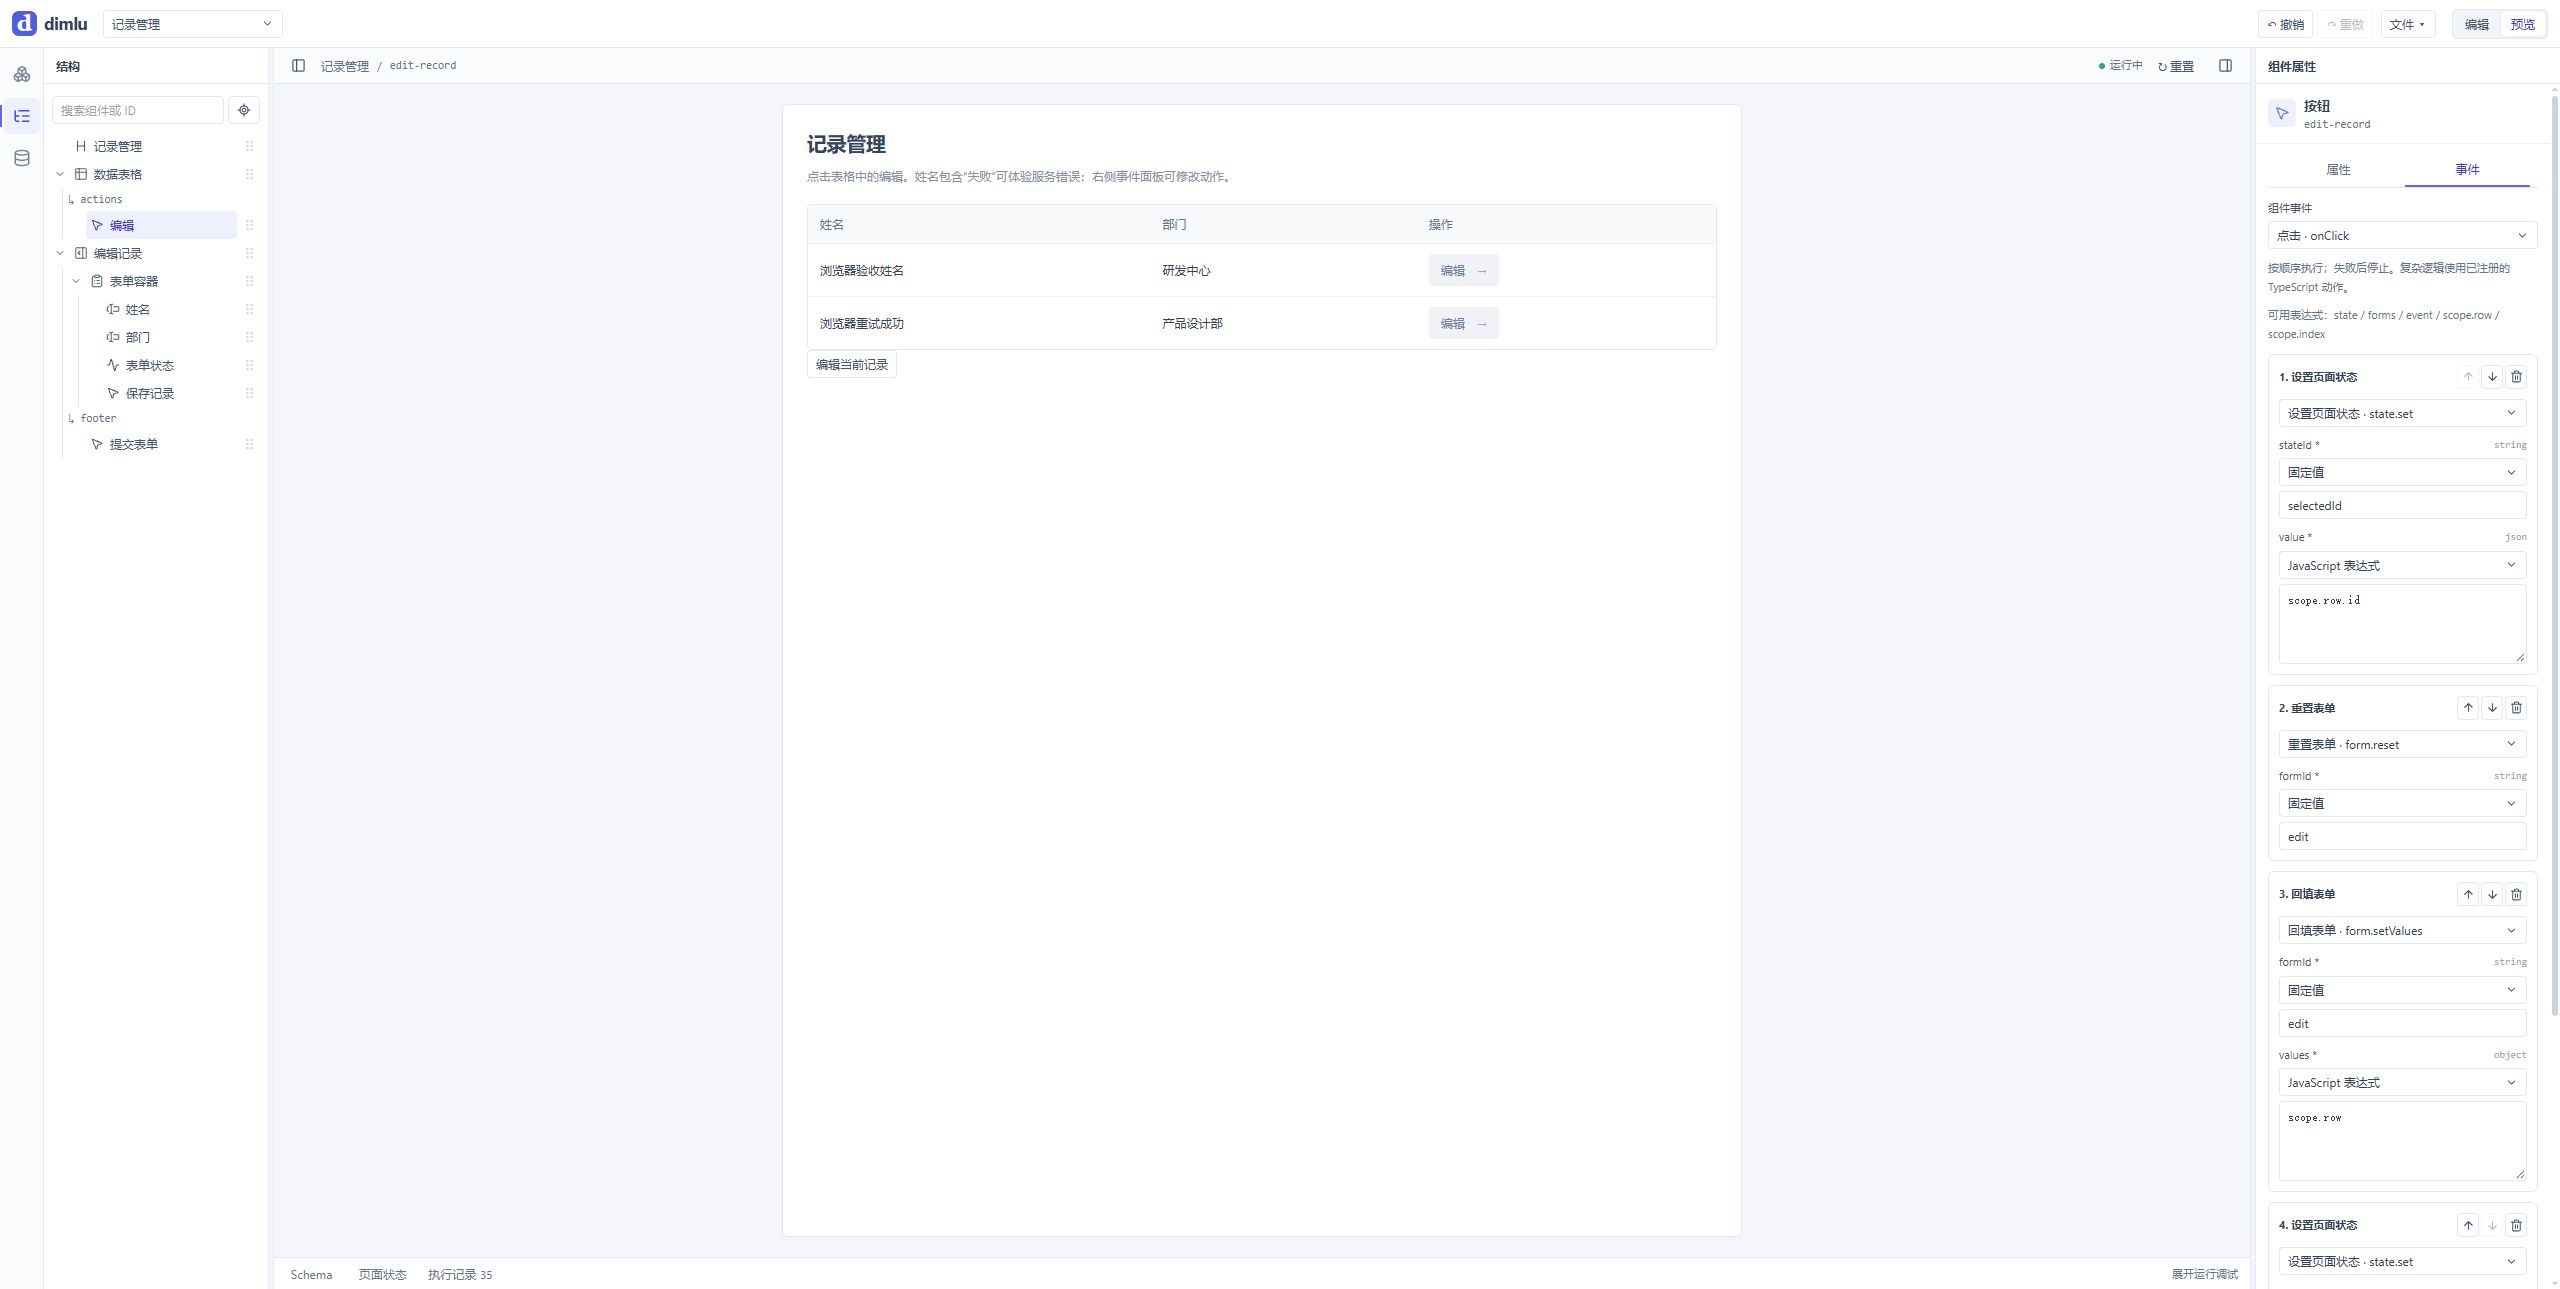 d dimlu
记录管理
撤销
重做
文件
编辑
预览
结构
搜索组件或 ID
记录管理
数据表格
actions
编辑
编辑记录
表单容器
姓名
部门
表单状态
保存记录
footer
提交表单
记录管理 / edit-record
运行中
重置
记录管理
点击表格中的编辑。姓名包含“失败”可体验服务错误；右侧事件面板可修改动作。
姓名 部门 操作
浏览器验收姓名 研发中心 编辑 →
浏览器重试成功 产品设计部 编辑 →
编辑当前记录
Schema 页面状态 执行记录 35
展开运行调试
组件属性
按钮
edit-record
属性 事件
组件事件
点击 · onClick
按顺序执行；失败后停止。复杂逻辑使用已注册的
TypeScript 动作。
可用表达式：state / forms / event / scope.row /
scope.index
1. 设置页面状态
设置页面状态 · state.set
stateId * string
固定值
selectedId
value * json
JavaScript 表达式
scope.row.id
2. 重置表单
重置表单 · form.reset
formId * string
固定值
edit
3. 回填表单
回填表单 · form.setValues
formId * string
固定值
edit
values * object
JavaScript 表达式
scope.row
4. 设置页面状态
设置页面状态 · state.set